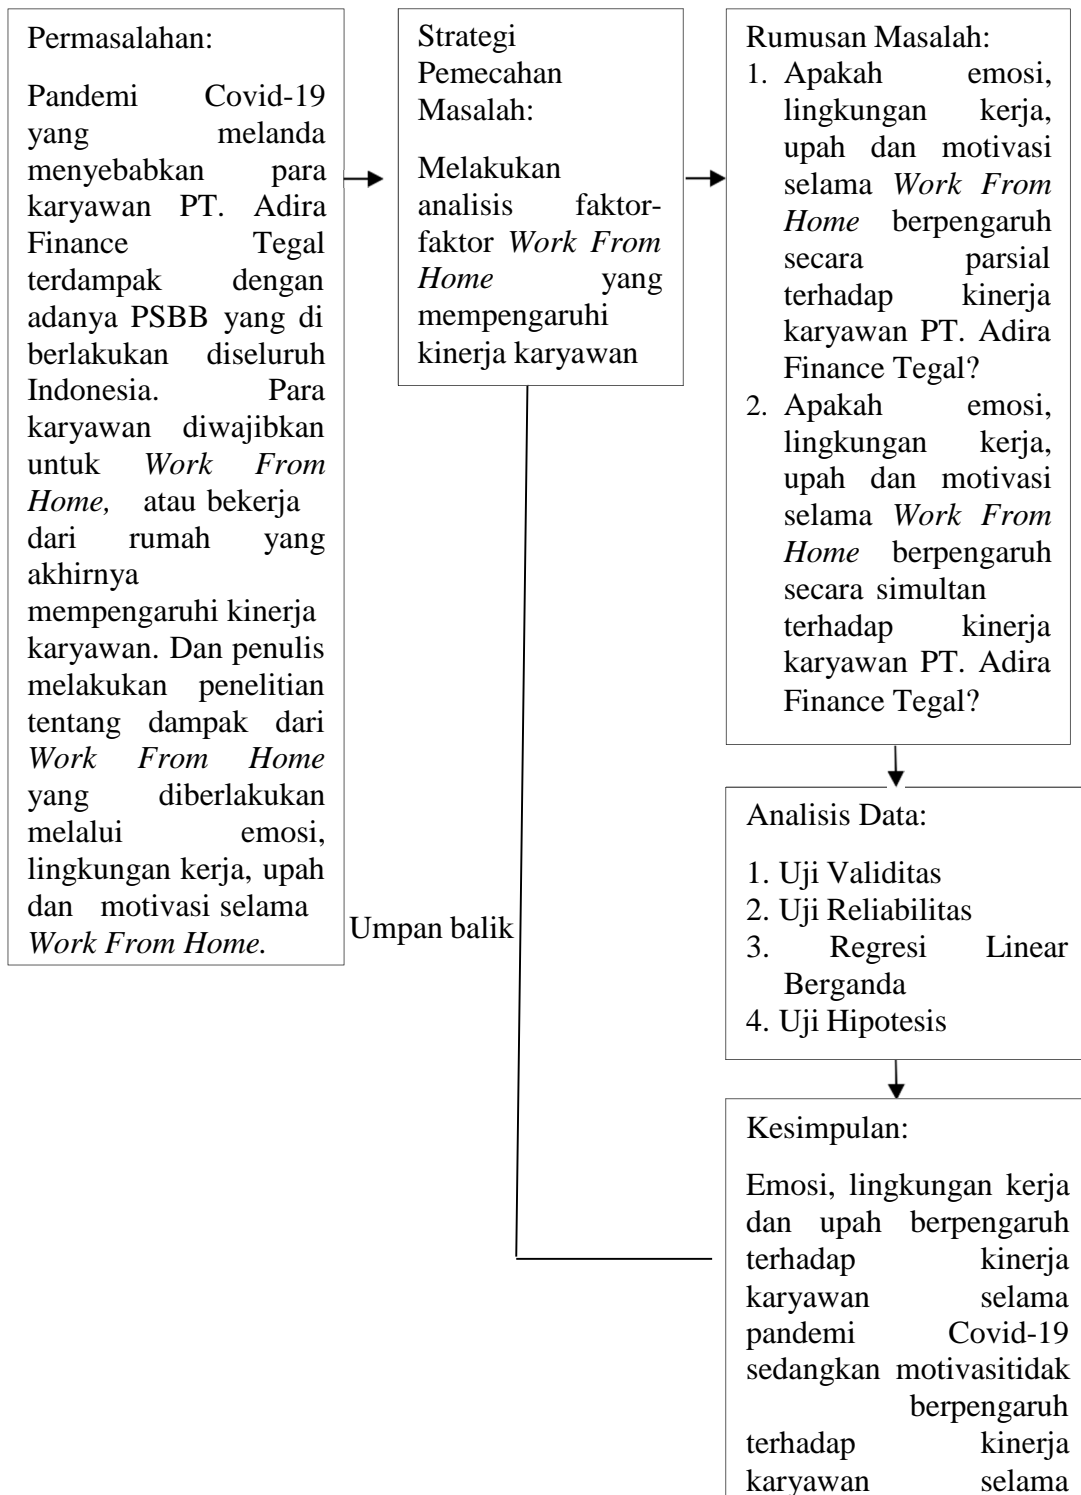 Permasalahan:
Pandemi Covid-19
yang melanda
menyebabkan para
karyawan PT. Adira
Finance Tegal
terdampak dengan
adanya PSBB yang di
berlakukan diseluruh
Indonesia. Para
karyawan diwajibkan
untuk Work From
Home, atau bekerja
dari rumah yang
akhirnya
mempengaruhi kinerja
karyawan. Dan penulis
melakukan penelitian
tentang dampak dari
Work From Home
yang diberlakukan
melalui emosi,
lingkungan kerja, upah
dan motivasi selama
Work From Home.
Strategi
Pemecahan
Masalah:
Melakukan
analisis faktor-
faktor Work From
Home yang
mempengaruhi
kinerja karyawan
Rumusan Masalah:
1. Apakah emosi,
lingkungan kerja,
upah dan motivasi
selama Work From
Home berpengaruh
secara parsial
terhadap kinerja
karyawan PT. Adira
Finance Tegal?
2. Apakah emosi,
lingkungan kerja,
upah dan motivasi
selama Work From
Home berpengaruh
secara simultan
terhadap kinerja
karyawan PT. Adira
Finance Tegal?
Analisis Data:
1. Uji Validitas
2. Uji Reliabilitas
3. Regresi Linear
Berganda
4. Uji Hipotesis
Umpan balik
Kesimpulan:
Emosi, lingkungan kerja
dan upah berpengaruh
terhadap kinerja
karyawan selama
pandemi Covid-19
sedangkan motivasitidak
berpengaruh
terhadap kinerja
karyawan selama